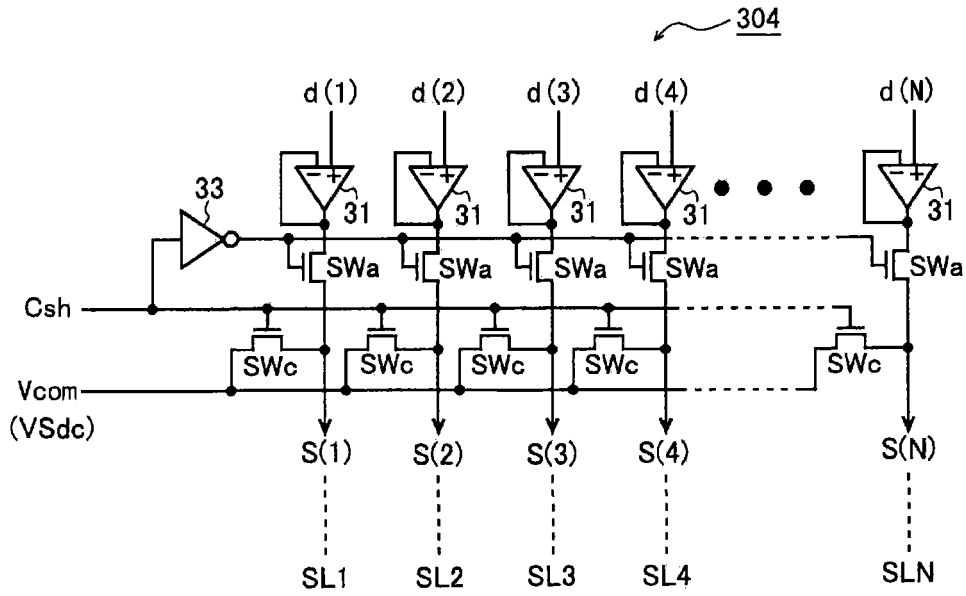 304
d(1) d(2) d(3) d(4) d(N)
33
31 31 31 31 31
SWa SWa SWa SWa SWa
Csh
SWc SWc SWc SWc SWc
Vcom
(VSdc)
S(1) S(2) S(3) S(4) S(N)
SL1 SL2 SL3 SL4 SLN